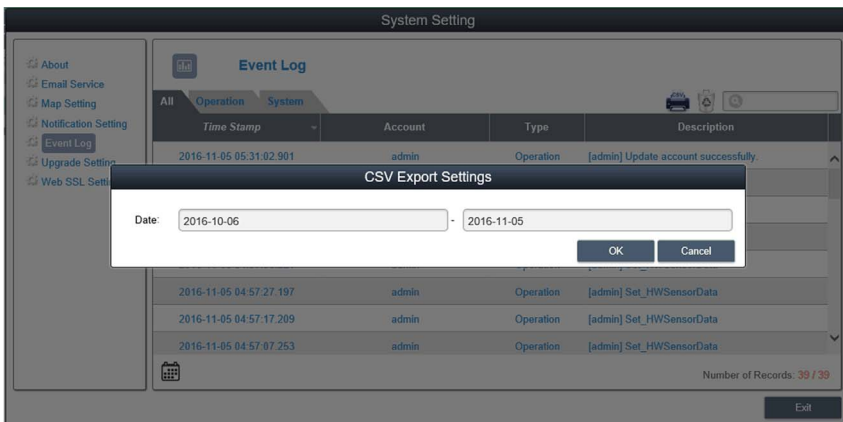 System Setting
About
Email Service
Map Setting
Notification Setting
Event Log
Upgrade Setting
Web SSL
Event Log
All Operation System
CSV
Time Stamp Account Type Description
2016-11-05 05:31:02.901 admin Operation [admin] Update account successfully.
CSV Export Settings
Date: 2016-10-06 - 2016-11-05
OK Cancel
2016-11-05 04:57:27.197 admin Operation [admin] Set_HWSensorData
2016-11-05 04:57:17.209 admin Operation [admin] Set_HWSensorData
2016-11-05 04:57:07.253 admin Operation [admin] Set_HWSensorData
Number of Records: 39 / 39
Exit